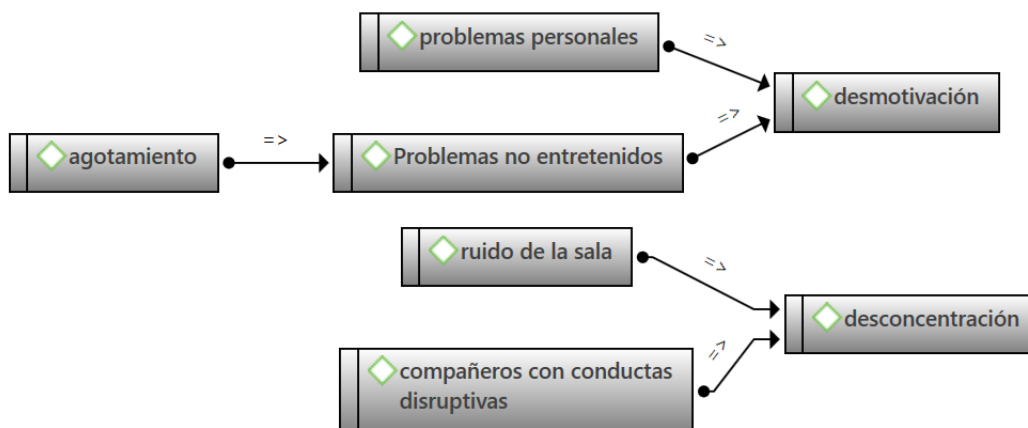 problemas personales
=>
desmotivación
=>
agotamiento
=>
Problemas no entretenidos
ruido de la sala
=>
desconcentración
=>
compañeros con conductas
disruptivas